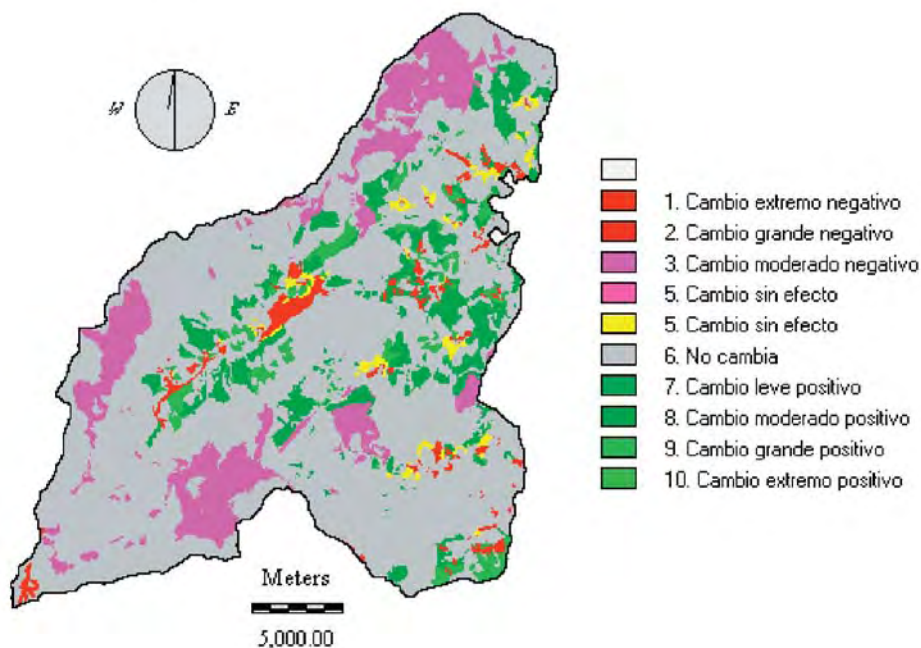 W E
1. Cambio extremo negativo
2. Cambio grande negativo
3. Cambio moderado negativo
5. Cambio sin efecto
5. Cambio sin efecto
6. No cambia
7. Cambio leve positivo
8. Cambio moderado positivo
9. Cambio grande positivo
10. Cambio extremo positivo
Meters
5,000.00